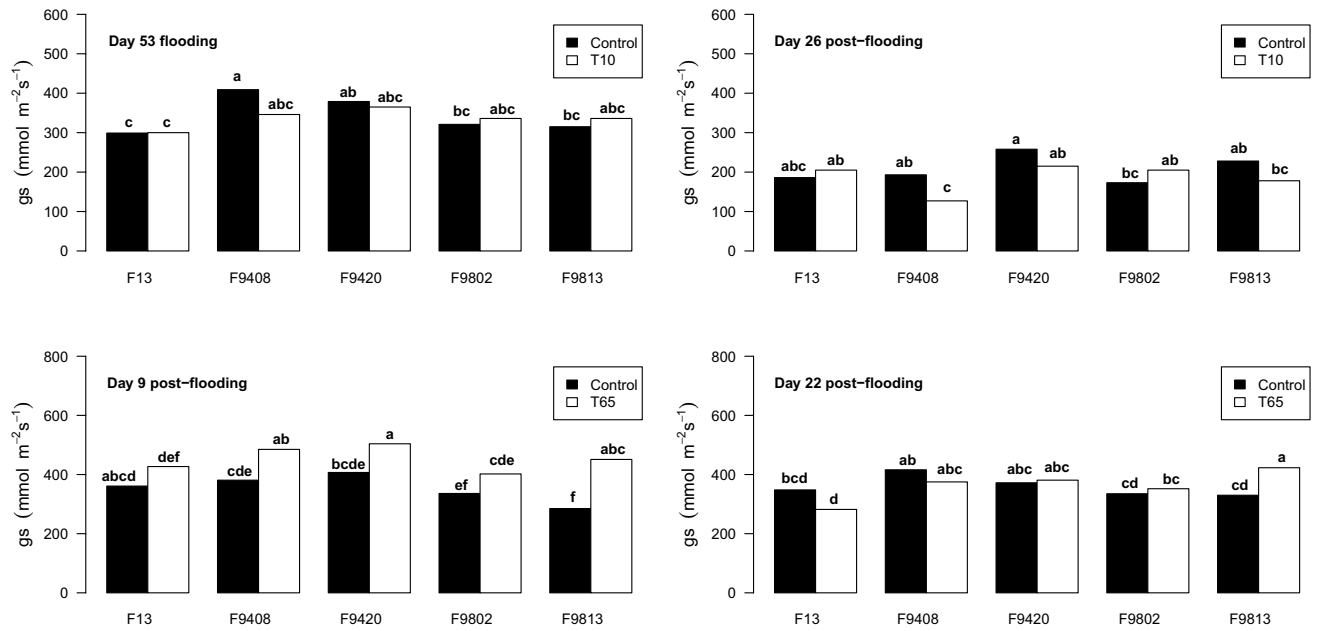 Day 53 flooding
Control
T10
gs (mmol m−2s−1)
600
500
400
300
200
100
0
c c a abc ab abc bc abc bc abc
F13 F9408 F9420 F9802 F9813
Day 26 post−flooding
Control
T10
gs (mmol m−2s−1)
600
500
400
300
200
100
0
abc ab ab c a ab bc ab ab bc
F13 F9408 F9420 F9802 F9813
Day 9 post−flooding
Control
T65
gs (mmol m−2s−1)
800
600
400
200
0
abcd def cde ab bcde a ef cde f abc
F13 F9408 F9420 F9802 F9813
Day 22 post−flooding
Control
T65
gs (mmol m−2s−1)
800
600
400
200
0
bcd d ab abc abc abc cd bc cd a
F13 F9408 F9420 F9802 F9813